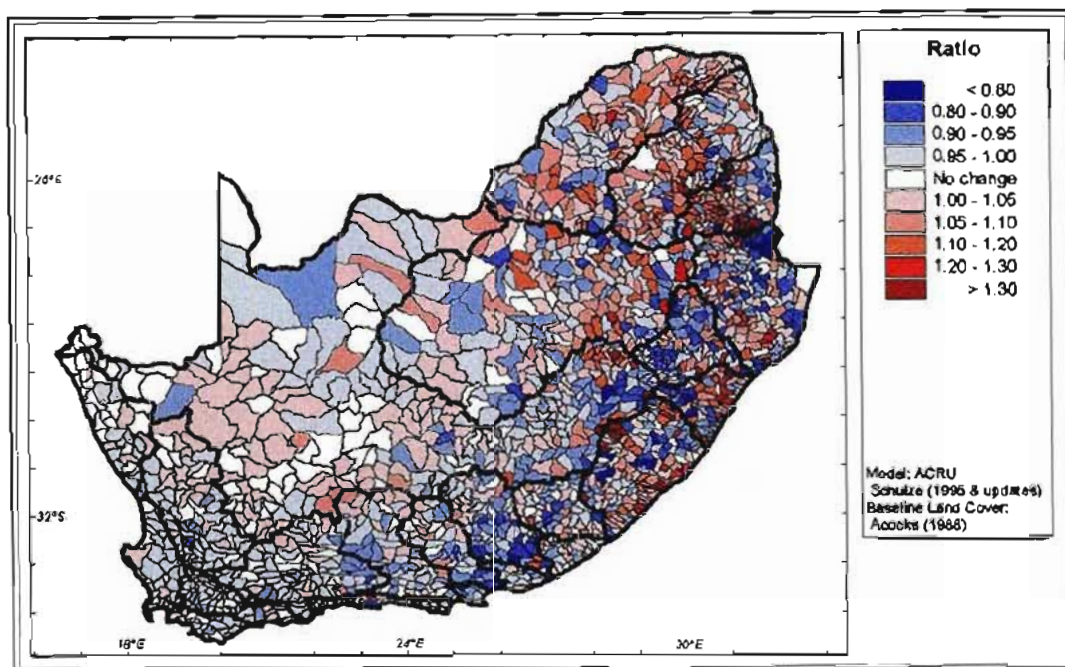 Ratio
< 0.80
0.80 - 0.90
0.90 - 0.95
0.95 - 1.00
No change
1.00 - 1.05
1.05 - 1.10
1.10 - 1.20
1.20 - 1.30
> 1.30
Model: ACRU
Schulze (1995 & updates)
Baseline Land Cover:
Acocks (1988)
32°S
18°E
24°E
30°E